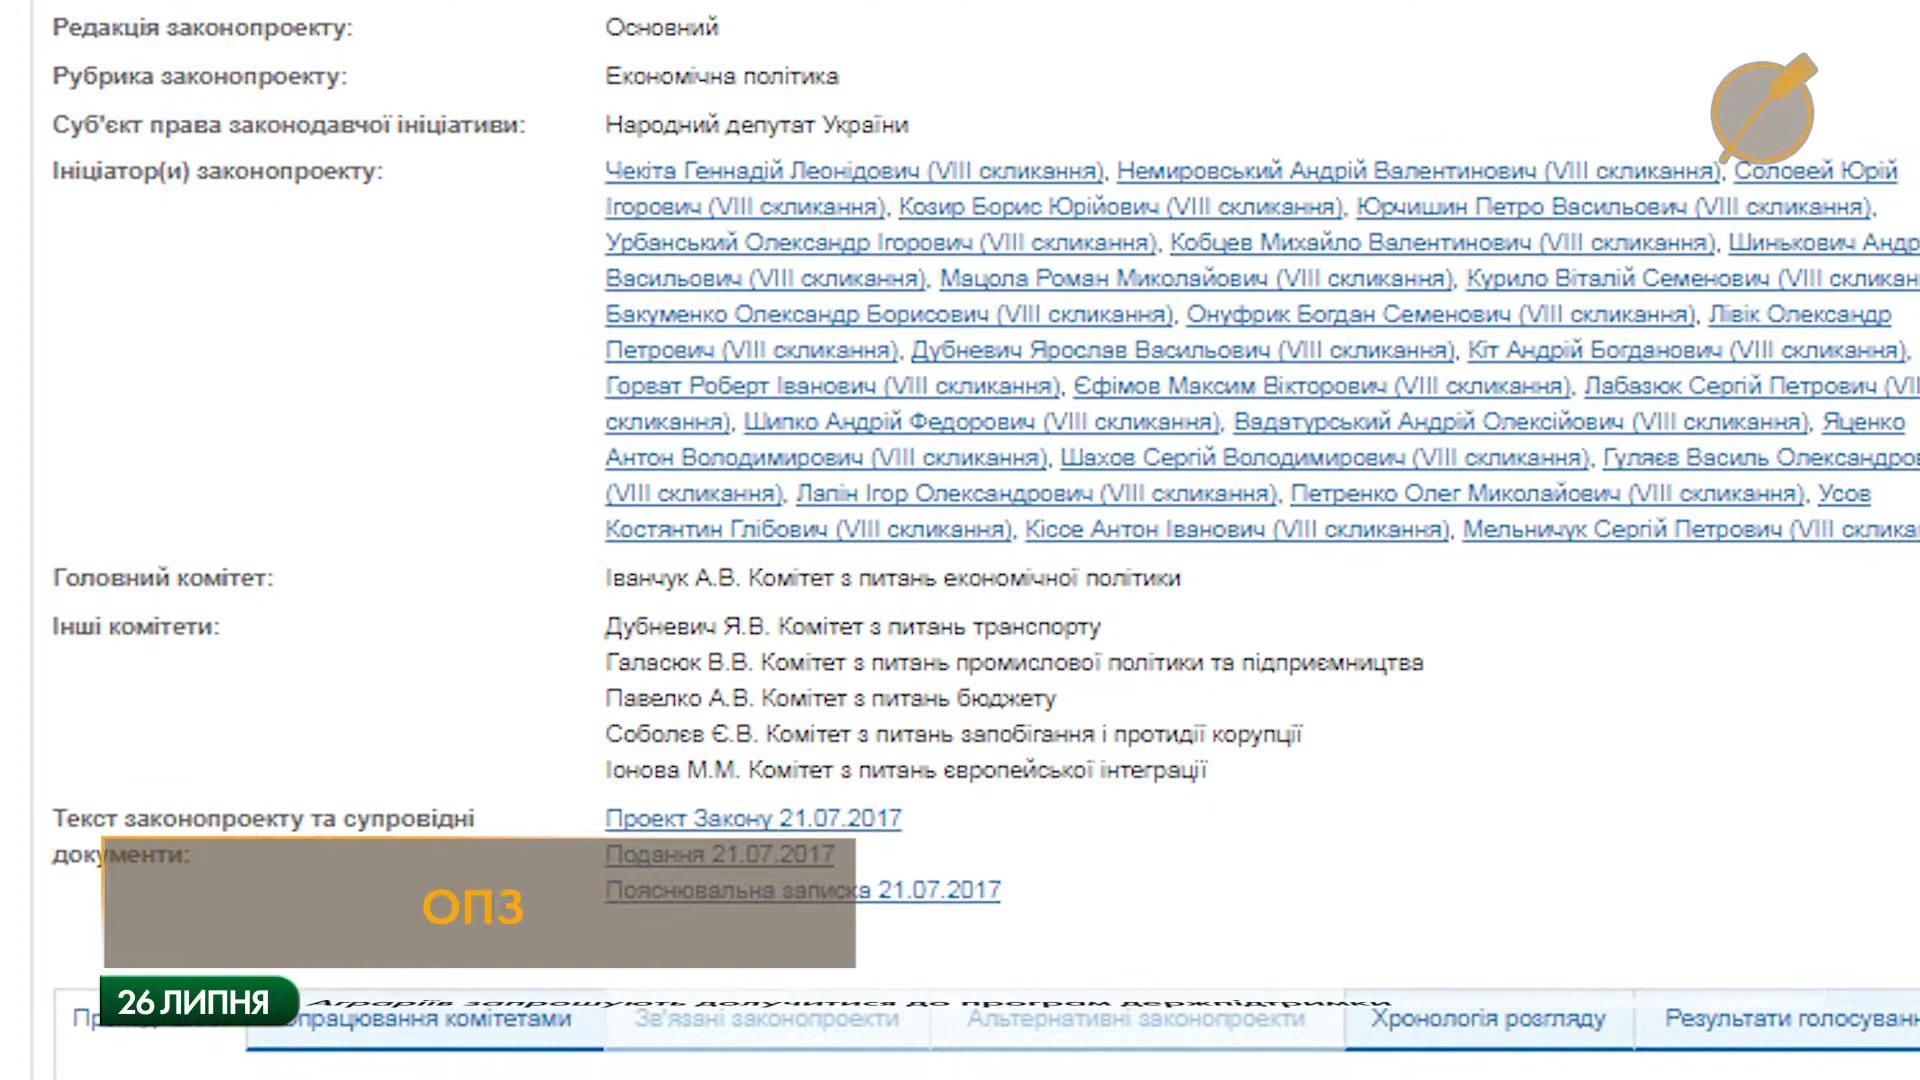 Редакція законопроекту: Основний
Рубрика законопроекту: Економічна політика
Суб'єкт права законодавчої ініціативи: Народний депутат України
Ініціатор(и) законопроекту: Чекіта Геннадій Леонідович (VIII скликання), Немировський Андрій Валентинович (VIII скликання), Соловей Юрій
Ігорович (VIII скликання), Козир Борис Юрійович (VIII скликання), Юрчишин Петро Васильович (VIII скликання),
Урбанський Олександр Ігорович (VIII скликання), Кобцев Михайло Валентинович (VIII скликання), Шинькович Андр
Васильович (VIII скликання), Мацола Роман Миколайович (VIII скликання), Курило Віталій Семенович (VIII скликан
Бакуменко Олександр Борисович (VIII скликання), Онуфрик Богдан Семенович (VIII скликання), Лівік Олександр
Петрович (VIII скликання), Дубневич Ярослав Васильович (VIII скликання), Кіт Андрій Богданович (VIII скликання),
Горват Роберт Іванович (VIII скликання), Єфімов Максим Вікторович (VIII скликання), Лабазюк Сергій Петрович (VII
скликання), Шипко Андрій Федорович (VIII скликання), Вадатурський Андрій Олексійович (VIII скликання), Яценко
Антон Володимирович (VIII скликання), Шахов Сергій Володимирович (VIII скликання), Гуляєв Василь Олександров
(VIII скликання), Лапін Ігор Олександрович (VIII скликання), Петренко Олег Миколайович (VIII скликання), Усов
Костянтин Глібович (VIII скликання), Кіссе Антон Іванович (VIII скликання), Мельничук Сергій Петрович (VIII склика
Головний комітет: Іванчук А.В. Комітет з питань економічної політики
Інші комітети: Дубневич Я.В. Комітет з питань транспорту
Галасюк В.В. Комітет з питань промислової політики та підприємництва
Павелко А.В. Комітет з питань бюджету
Соболєв Є.В. Комітет з питань запобігання і протидії корупції
Іонова М.М. Комітет з питань європейської інтеграції
Текст законопроекту та супровідні Проект Закону 21.07.2017
документи: Подання 21.07.2017
Пояснювальна записка 21.07.2017
ОПЗ
26 ЛИПНЯ Аграріїв запрошують долучитися до програм держпідтримки
опрацювання комітетами Зв'язані законопроекти Альтернативні законопроекти Хронологія розгляду Результати голосуванн